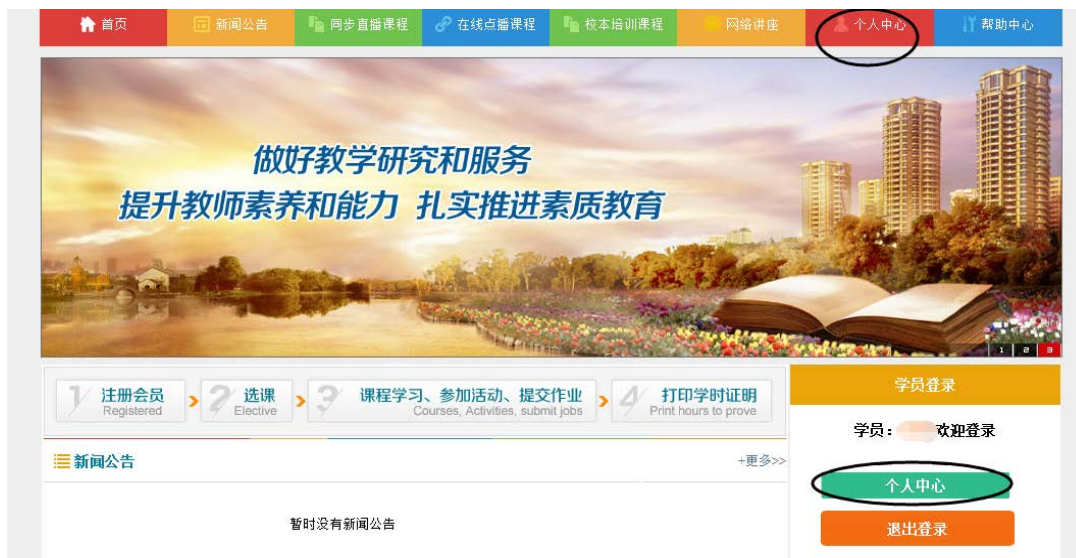 首页 新闻公告 同步直播课程 在线点播课程 校本培训课程 网络讲座 个人中心 帮助中心
做好教学研究和服务
提升教师素养和能力 扎实推进素质教育
1 2 3
1 注册会员 2 选课 3 课程学习、参加活动、提交作业 4 打印学时证明
Registered Elective Courses, Activities, submit jobs Print hours to prove
学员登录
学员： 欢迎登录
新闻公告 +更多>>
个人中心
暂时没有新闻公告
退出登录